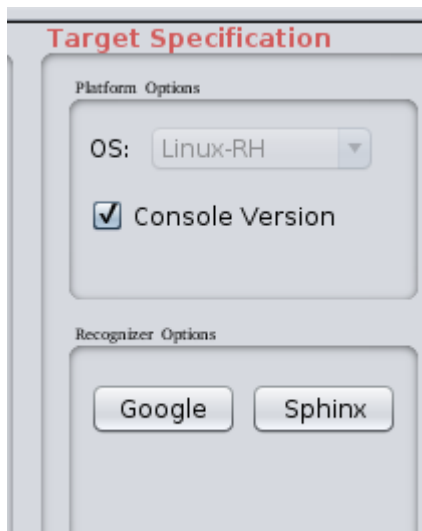 Target Specification
Platform Options
OS: Linux-RH
Console Version
Recognizer Options
Google Sphinx